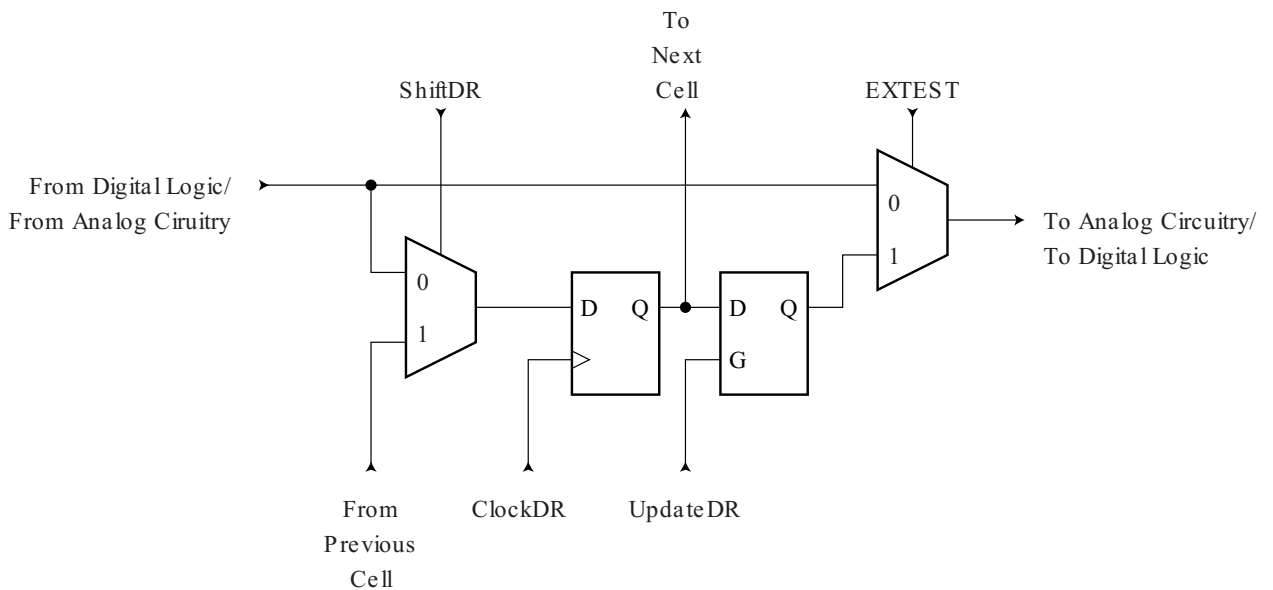 To
Next
Cell
ShiftDR
EXTEST
From Digital Logic/
From Analog Ciruitry
0
1
0
1
To Analog Circuitry/
To Digital Logic
D Q
D Q
G
From
Previous
Cell
ClockDR
UpdateDR